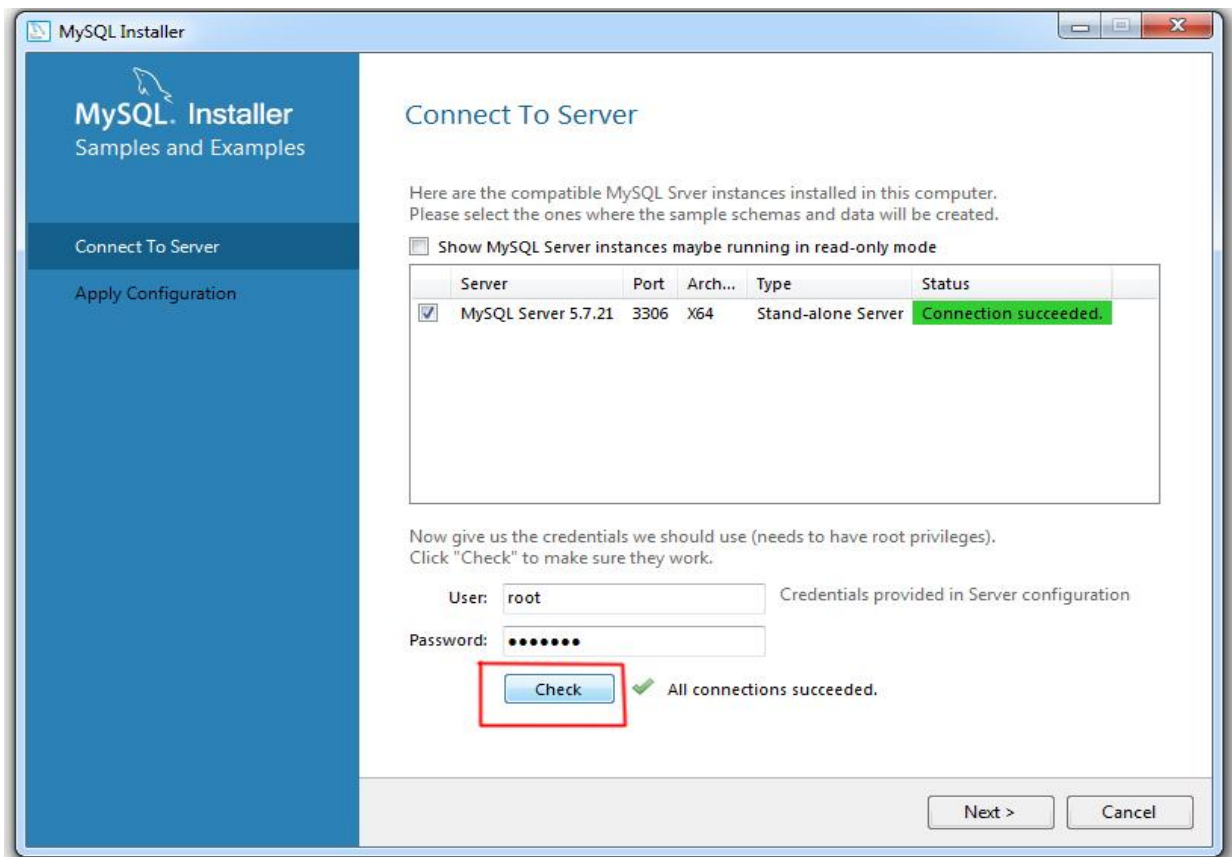 MySQL Installer
MySQL. Installer
Samples and Examples
Connect To Server
Apply Configuration
Connect To Server
Here are the compatible MySQL Srver instances installed in this computer.
Please select the ones where the sample schemas and data will be created.
Show MySQL Server instances maybe running in read-only mode
Server Port Arch... Type Status
MySQL Server 5.7.21 3306 X64 Stand-alone Server Connection succeeded.
Now give us the credentials we should use (needs to have root privileges).
Click "Check" to make sure they work.
User: root Credentials provided in Server configuration
Password: •••••••
Check All connections succeeded.
Next > Cancel